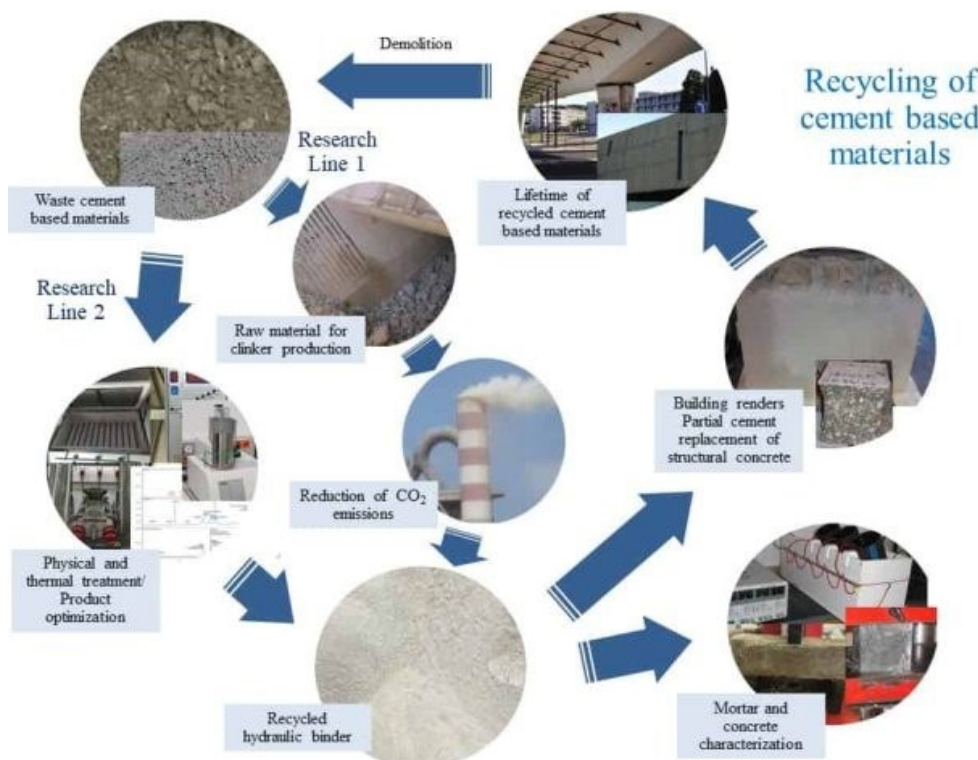 Recycling of
cement based
materials
Demolition
Lifetime of
recycled cement
based materials
Waste cement
based materials
Research
Line 1
Research
Line 2
Raw material for
clinker production
Reduction of CO₂
emissions
Physical and
thermal treatment/
Product
optimization
Recycled
hydraulic binder
Building renders
Partial cement
replacement of
structural concrete
Mortar and
concrete
characterization